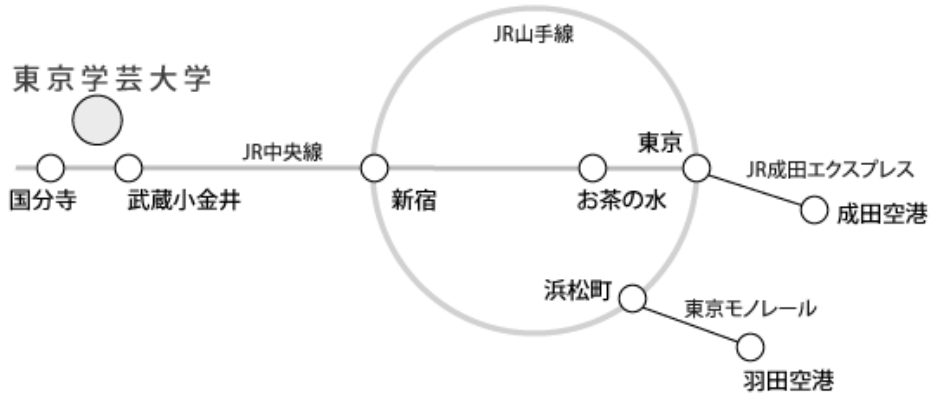 JR山手線
東京学芸大学
東京
JR中央線
JR成田エクスプレス
国分寺
武蔵小金井
新宿
お茶の水
成田空港
浜松町
東京モノレール
羽田空港